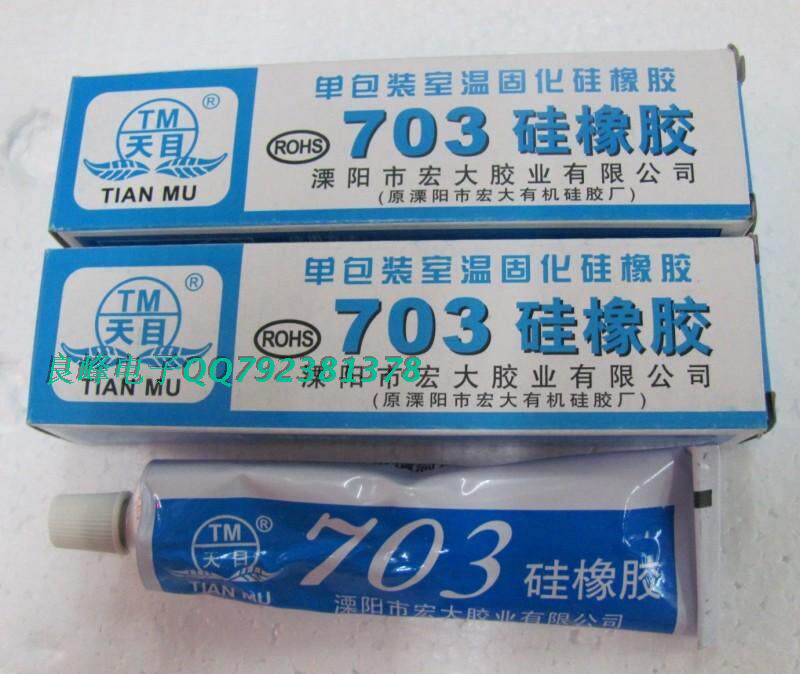 TM
天目
®
TIAN MU
单包装室温固化硅橡胶
ROHS
703 硅橡胶
溧阳市宏大胶业有限公司
(原溧阳市宏大有机硅胶厂)
TM
天目
®
TIAN MU
单包装室温固化硅橡胶
ROHS
703 硅橡胶
溧阳市宏大胶业有限公司
(原溧阳市宏大有机硅胶厂)
良峰电子QQ792381378
TM
天目
®
TIAN MU
703 硅橡胶
溧阳市宏大胶业有限公司